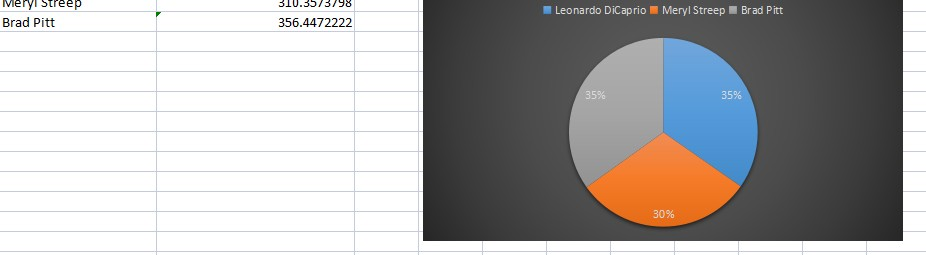 Meryl Streep 310.3573798
Brad Pitt 356.4472222
Leonardo DiCaprio Meryl Streep Brad Pitt
35% 35%
30%